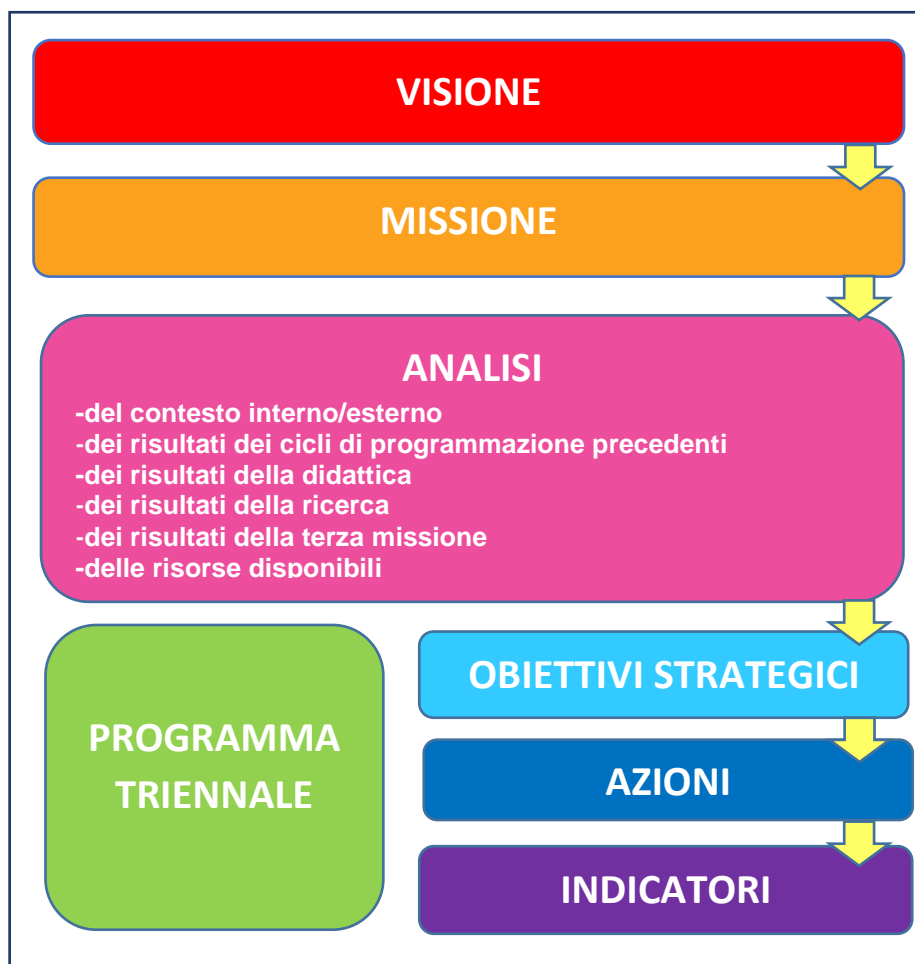 VISIONE
MISSIONE
ANALISI
-del contesto interno/esterno
-dei risultati dei cicli di programmazione precedenti
-dei risultati della didattica
-dei risultati della ricerca
-dei risultati della terza missione
-delle risorse disponibili
PROGRAMMA
TRIENNALE
OBIETTIVI STRATEGICI
AZIONI
INDICATORI